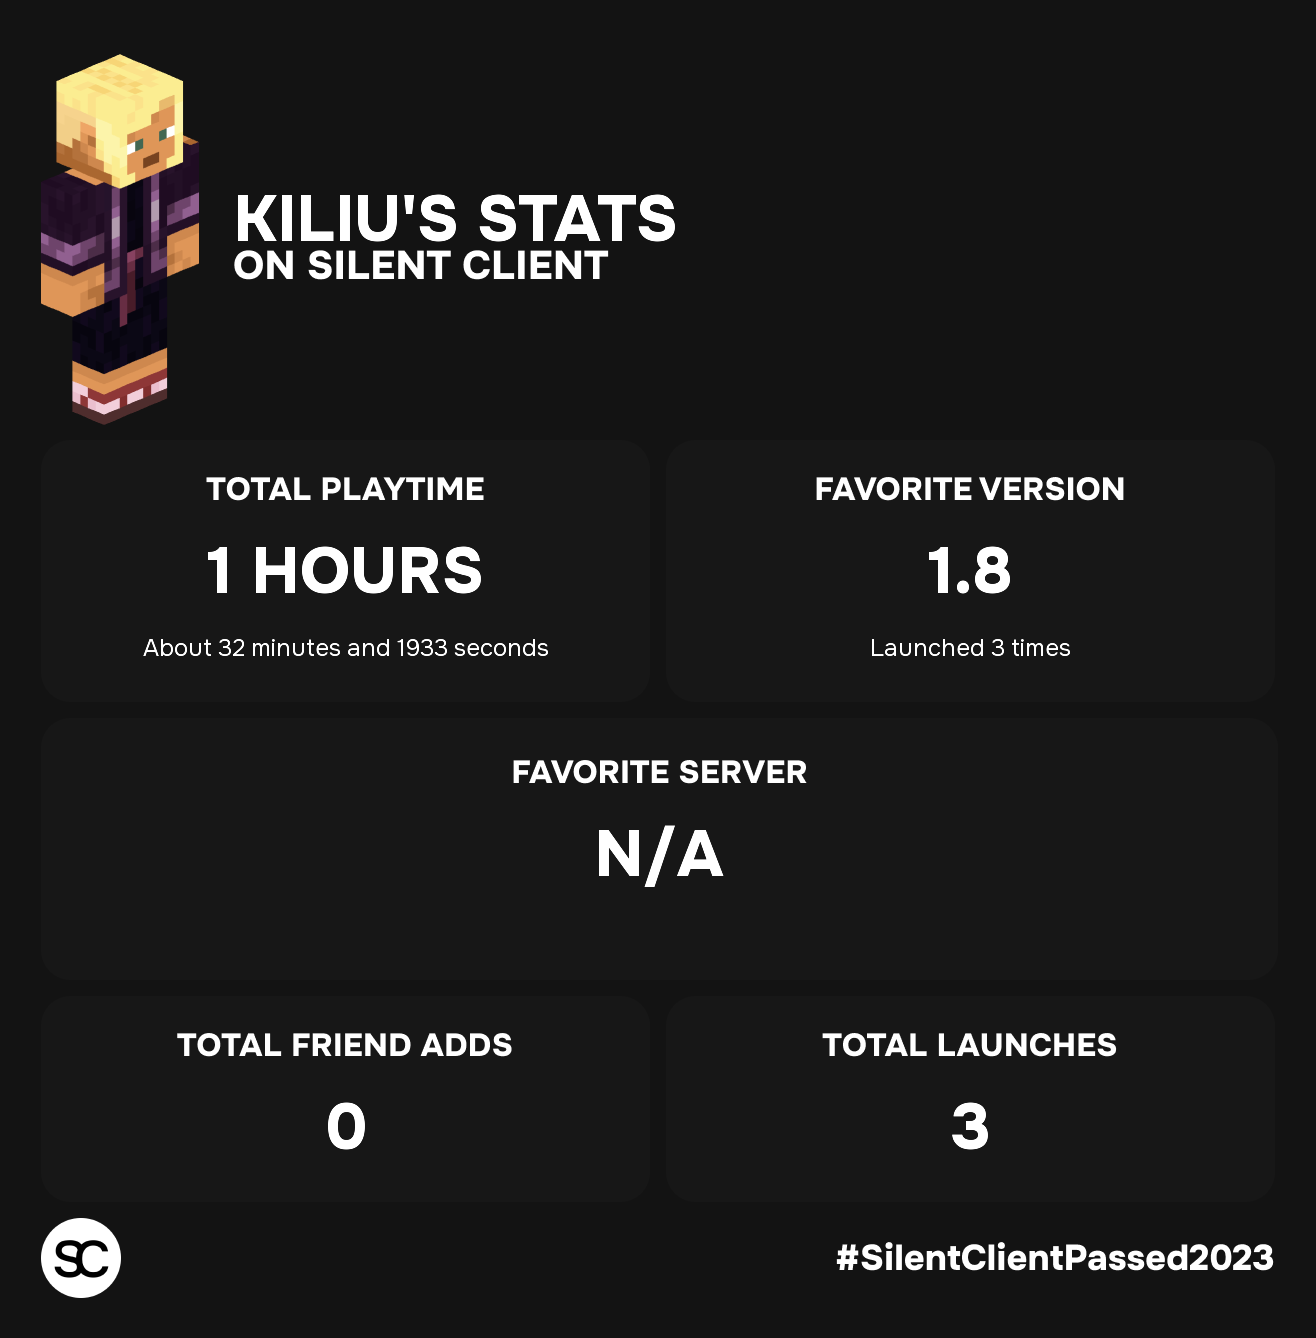 KILIU'S STATS
ON SILENT CLIENT
TOTAL PLAYTIME
1 HOURS
About 32 minutes and 1933 seconds
FAVORITE VERSION
1.8
Launched 3 times
FAVORITE SERVER
N/A
TOTAL FRIEND ADDS
0
TOTAL LAUNCHES
3
SC
#SilentClientPassed2023